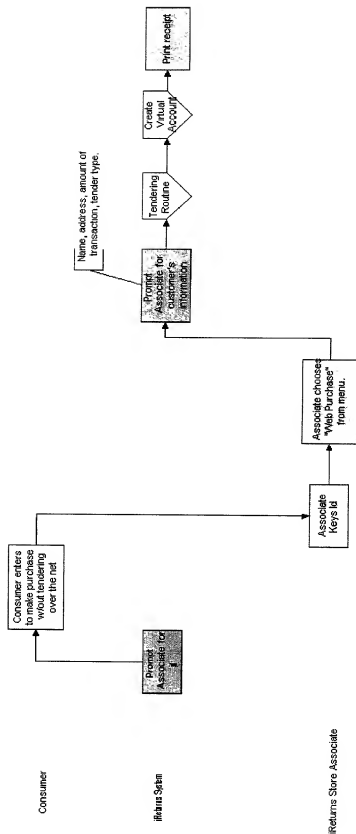 Consumer
iReturns System
iReturns Store Associate
Prompt
Associate for
Consumer enters
to make purchase
w/out tendering
over the net
Associate
Keys Id
Associate chooses
"Web Purchase"
from menu.
Prompt
Associate for
customer's
information
Name, address, amount of
transaction, tender type.
Tendering
Routine
Create
Virtual
Account
Print receipt